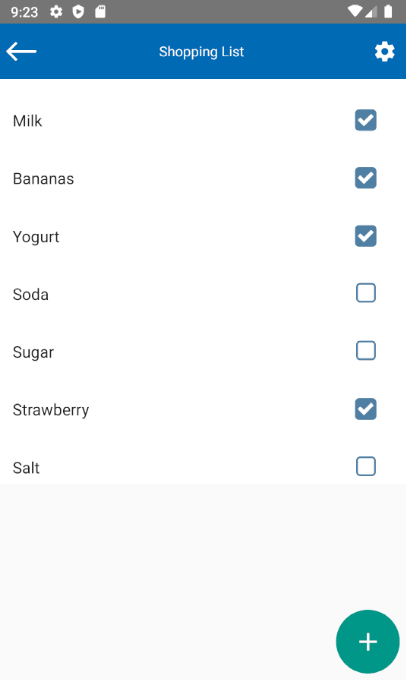 9:23
Shopping List
Milk
Bananas
Yogurt
Soda
Sugar
Strawberry
Salt